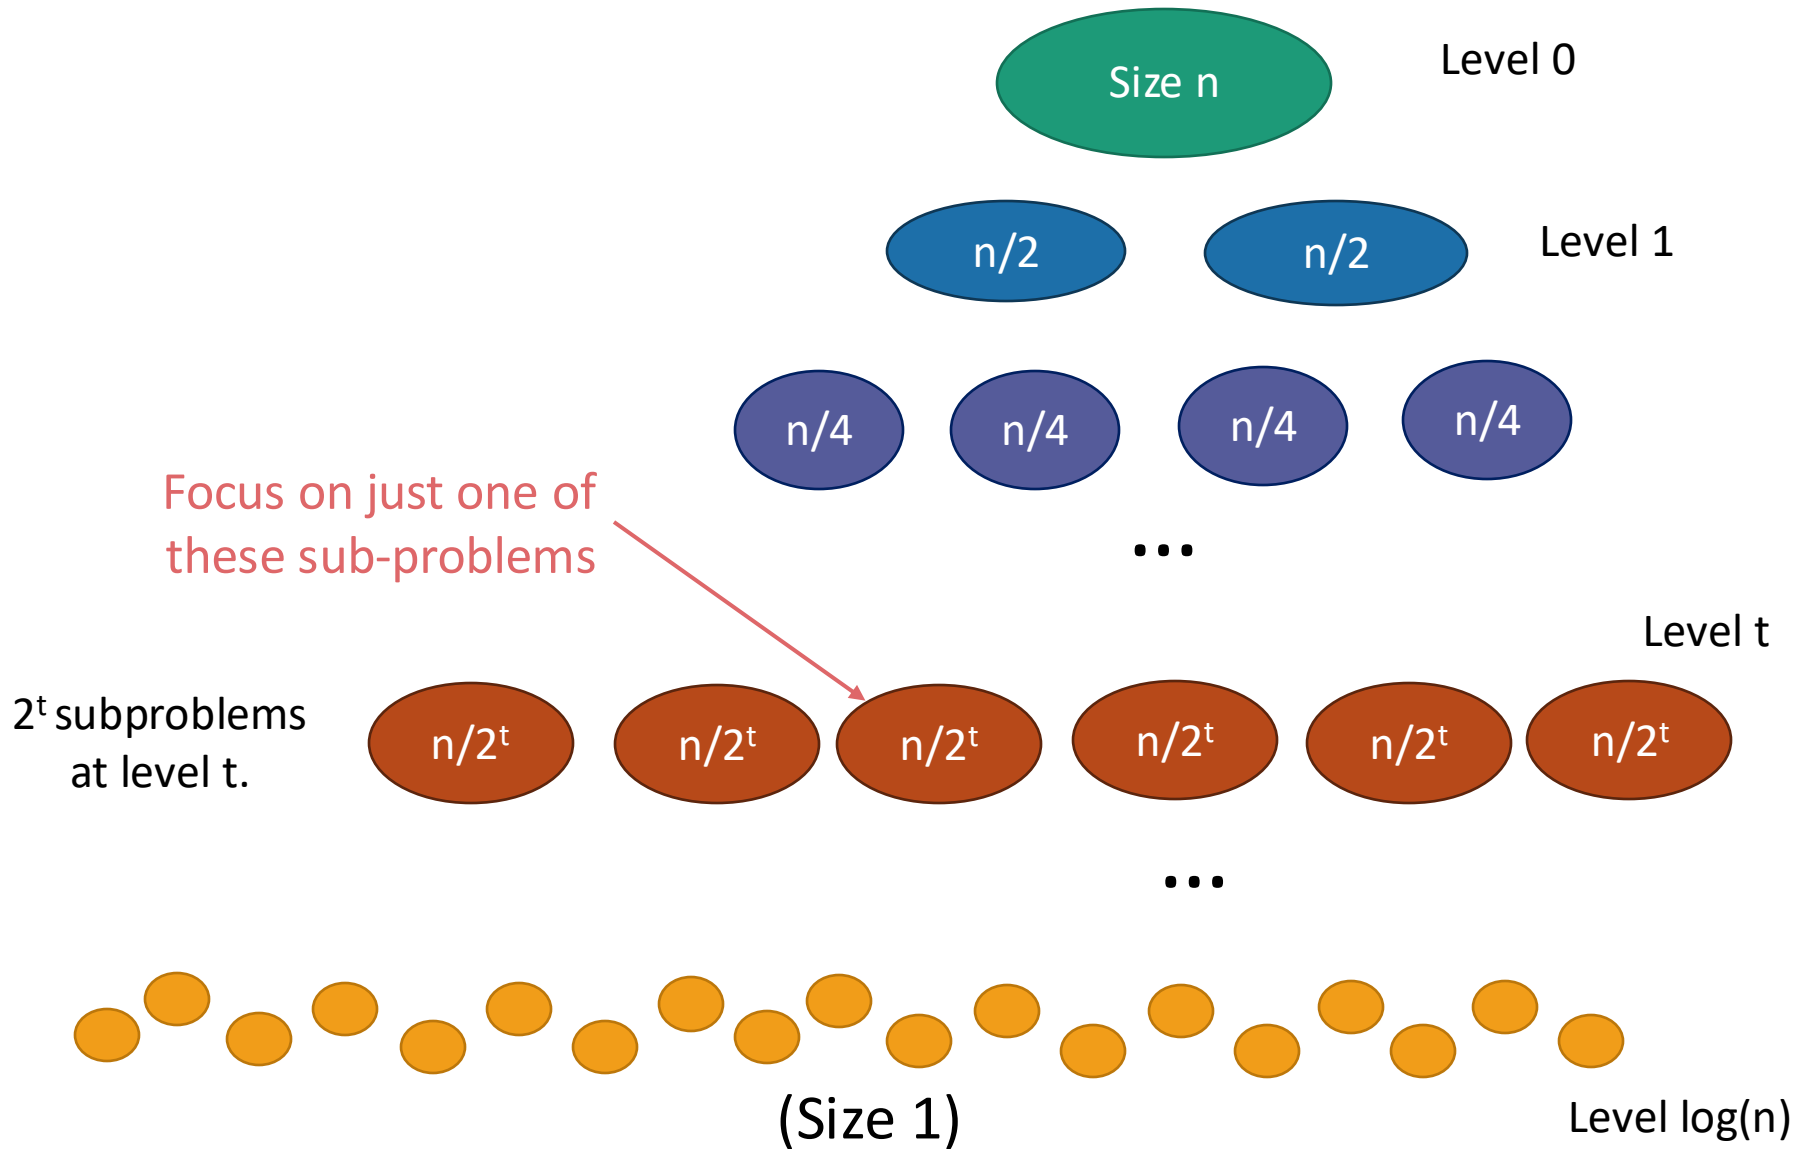 Size n
Level 0
n/2
n/2
Level 1
n/4
n/4
n/4
n/4
Focus on just one of
these sub-problems
...
Level t
2ᵗ subproblems
at level t.
n/2ᵗ
n/2ᵗ
n/2ᵗ
n/2ᵗ
n/2ᵗ
n/2ᵗ
...
(Size 1)
Level log(n)